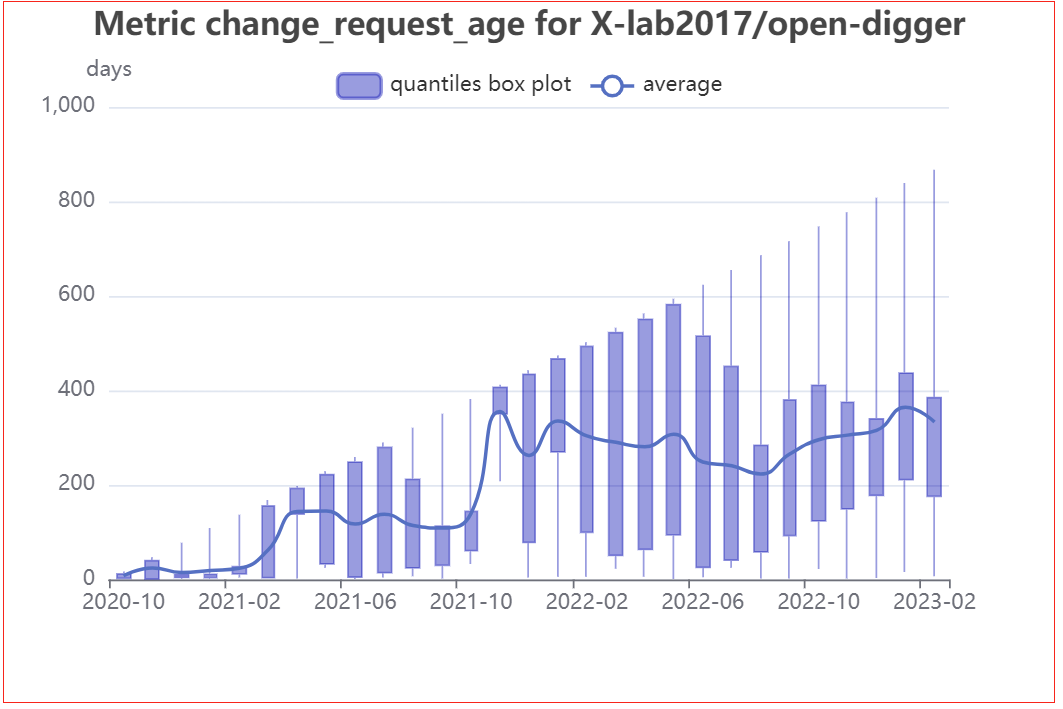 Metric change_request_age for X-lab2017/open-digger
days
quantiles box plot
average
1,000
800
600
400
200
0
2020-10 2021-02 2021-06 2021-10 2022-02 2022-06 2022-10 2023-02